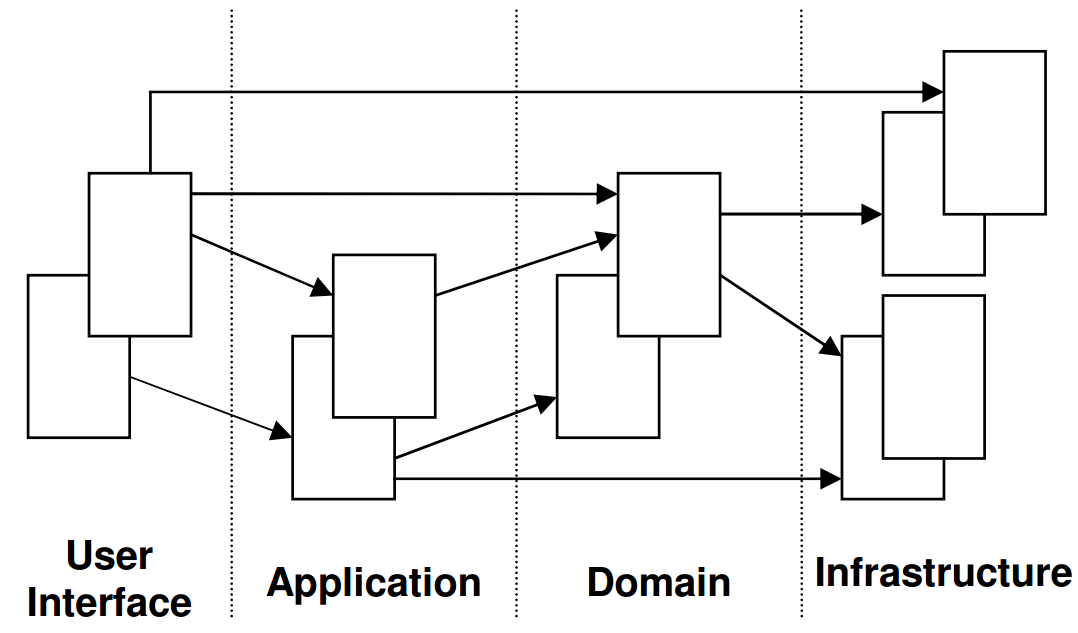 User
Interface
Application
Domain
Infrastructure